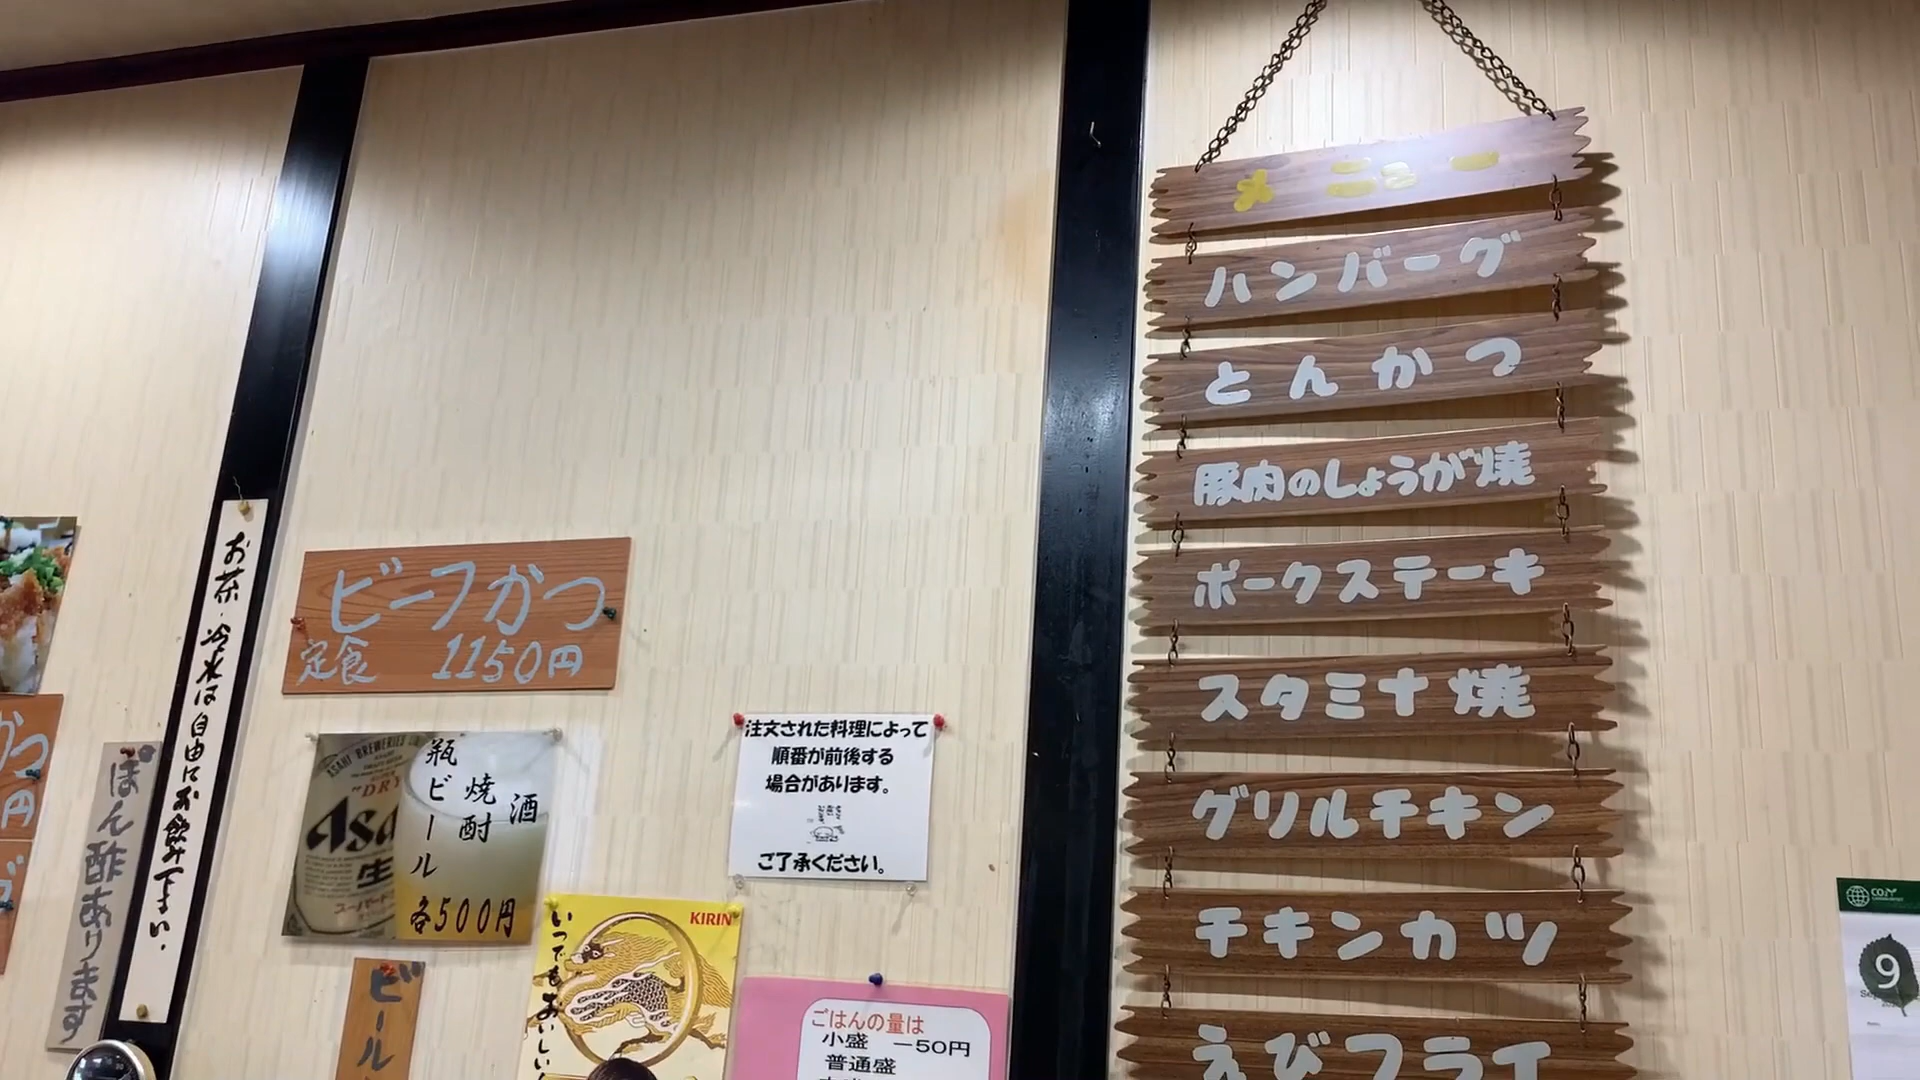 メニュー
ハンバーグ
とんかつ
豚肉のしょうが焼
ポークステーキ
スタミナ焼
グリルチキン
チキンカツ
えびフライ
ビーフかつ
定食 1150円
お茶・冷水は自由にお飲み下さい。
ぽん酢あります
かつ
円
瓶ビール
焼酎
酒
各500円
Asa
生
注文された料理によって
順番が前後する
場合があります。
ご了承ください。
KIRIN
いつでもおいしい
ビール
ごはんの量は
小盛 -50円
普通盛
9